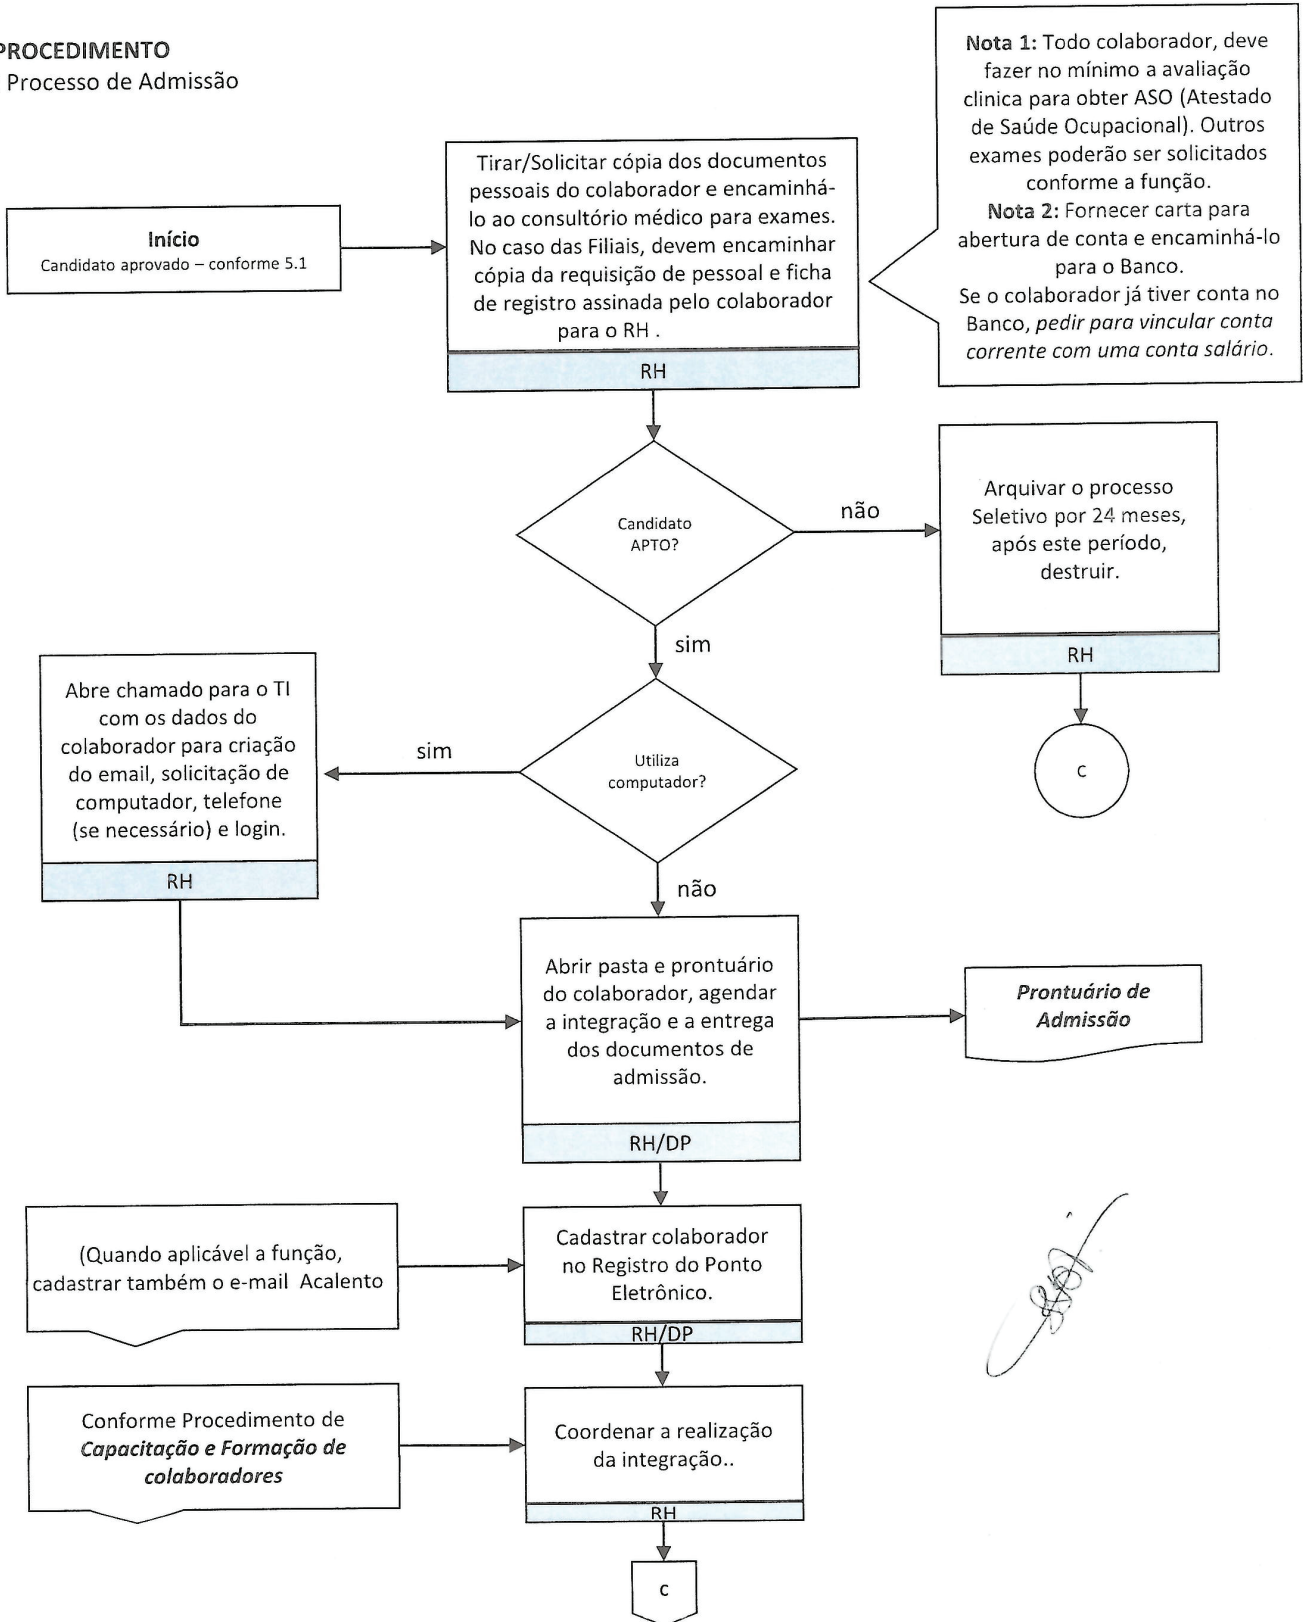 PROCEDIMENTO
Processo de Admissão
Nota 1: Todo colaborador, deve
fazer no mínimo a avaliação
clinica para obter ASO (Atestado
de Saúde Ocupacional). Outros
exames poderão ser solicitados
conforme a função.
Nota 2: Fornecer carta para
abertura de conta e encaminhá-lo
para o Banco.
Se o colaborador já tiver conta no
Banco, pedir para vincular conta
corrente com uma conta salário.
Tirar/Solicitar cópia dos documentos
pessoais do colaborador e encaminhá-
lo ao consultório médico para exames.
No caso das Filiais, devem encaminhar
cópia da requisição de pessoal e ficha
de registro assinada pelo colaborador
para o RH .
RH
Início
Candidato aprovado – conforme 5.1
Candidato
APTO?
não
Arquivar o processo
Seletivo por 24 meses,
após este período,
destruir.
RH
c
sim
Utiliza
computador?
sim
Abre chamado para o TI
com os dados do
colaborador para criação
do email, solicitação de
computador, telefone
(se necessário) e login.
RH
não
Abrir pasta e prontuário
do colaborador, agendar
a integração e a entrega
dos documentos de
admissão.
RH/DP
Prontuário de
Admissão
(Quando aplicável a função,
cadastrar também o e-mail Acalento
Cadastrar colaborador
no Registro do Ponto
Eletrônico.
RH/DP
Conforme Procedimento de
Capacitação e Formação de
colaboradores
Coordenar a realização
da integração..
RH
c